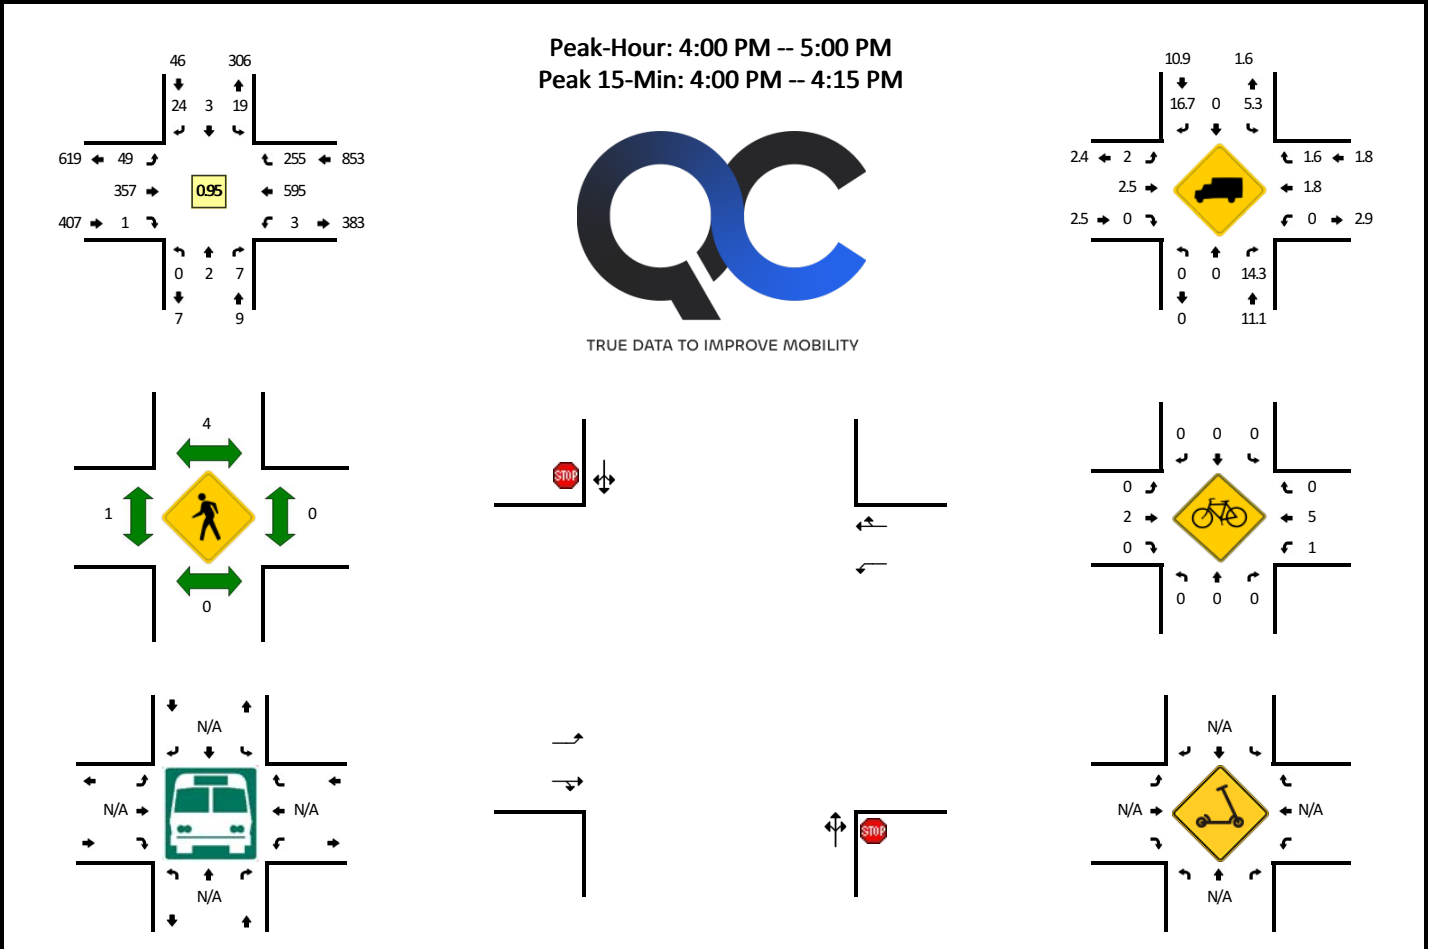 Peak-Hour: 4:00 PM -- 5:00 PM
Peak 15-Min: 4:00 PM -- 4:15 PM
46 306
24 3 19
619 49 255 853
357 0.95 595
407 1 3 383
0 2 7
7 9
QC
TRUE DATA TO IMPROVE MOBILITY
10.9 1.6
16.7 0 5.3
2.4 2 1.6 1.8
2.5 1.8
2.5 0 0 2.9
0 0 14.3
0 11.1
4
1 0
0
STOP
STOP
0 0 0
0 0
2 5
0 1
0 0 0
N/A
N/A N/A
N/A
N/A
N/A N/A
N/A